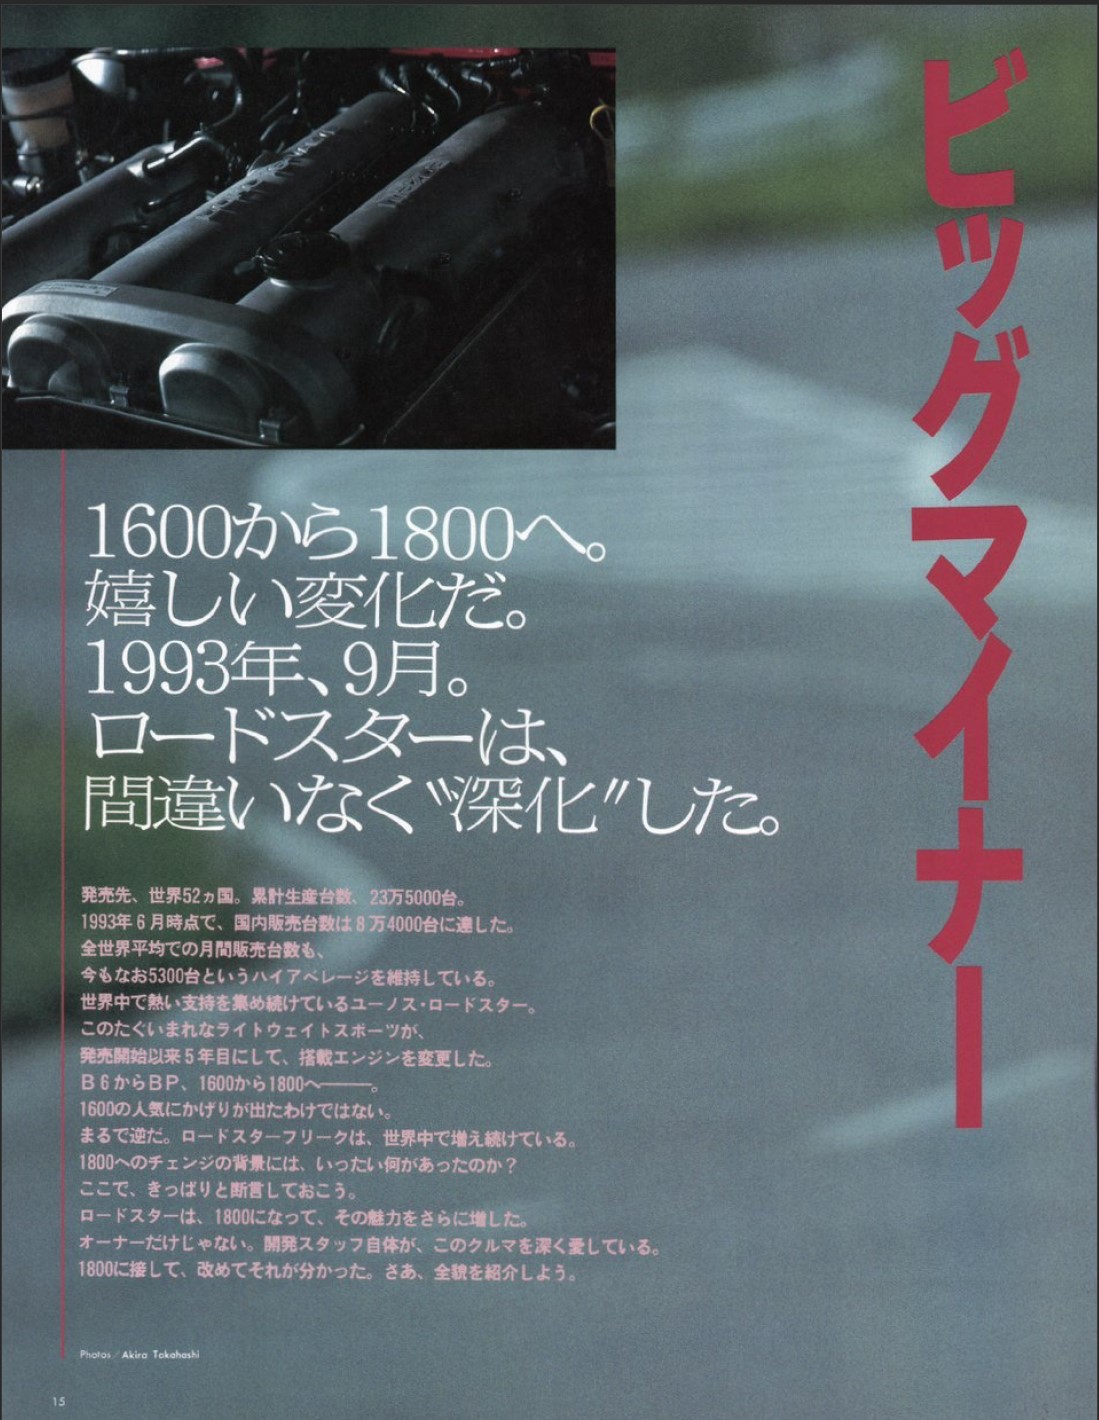 ビッグマイナー
1600から1800へ。
嬉しい変化だ。
1993年、9月。
ロードスターは、
間違いなく〝深化〟した。
発売先、世界52ヵ国。累計生産台数、23万5000台。
1993年6月時点で、国内販売台数は8万4000台に達した。
全世界平均での月間販売台数も、
今もなお5300台というハイアベレージを維持している。
世界中で熱い支持を集め続けているユーノス・ロードスター。
このたぐいまれなライトウェイトスポーツが、
発売開始以来5年目にして、搭載エンジンを変更した。
B6からBP、1600から1800へ───。
1600の人気にかげりが出たわけではない。
まるで逆だ。ロードスターフリークは、世界中で増え続けている。
1800へのチェンジの背景には、いったい何があったのか?
ここで、きっぱりと断言しておこう。
ロードスターは、1800になって、その魅力をさらに増した。
オーナーだけじゃない。開発スタッフ自体が、このクルマを深く愛している。
1800に接して、改めてそれが分かった。さあ、全貌を紹介しよう。
Photos/Akira Takahashi
15